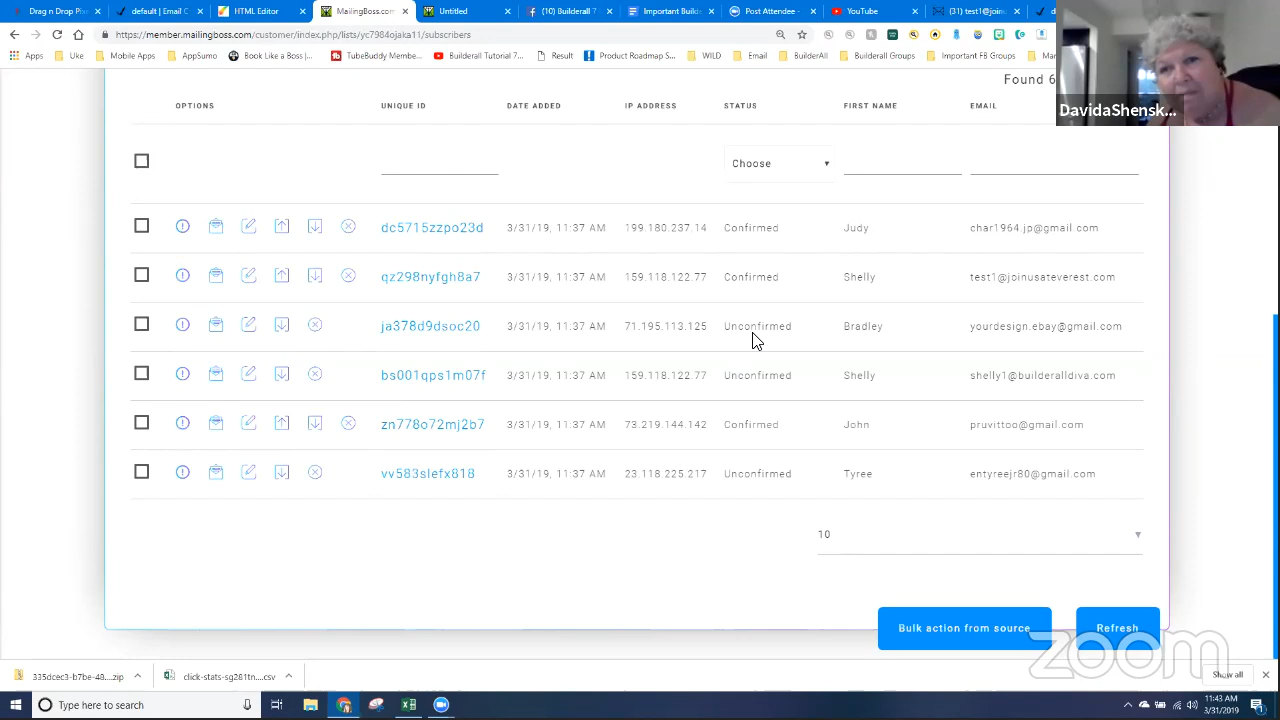 Drag n Drop Pixe
default | Email C
HTML Editor
MailingBoss.com
Untitled
(10) Builderall 7
Important Builder
Post Attendee -
YouTube
(31) test1@joinu
https://member.mailingboss.com/customer/index.php/lists/yc7984ojaka11/subscribers
Apps Uke Mobile Apps AppSumo Book Like a Boss |... TubeBuddy Members... Builderall Tutorial 7... Result Product Roadmap S... WILD Email BuilderAll Builderall Groups Important FB Groups
DavidaShensk...
Found 6
OPTIONS UNIQUE ID DATE ADDED IP ADDRESS STATUS FIRST NAME EMAIL
Choose
dc5715zzpo23d 3/31/19, 11:37 AM 199.180.237.14 Confirmed Judy char1964.jp@gmail.com
qz298nyfgh8a7 3/31/19, 11:37 AM 159.118.122.77 Confirmed Shelly test1@joinusateverest.com
ja378d9dsoc20 3/31/19, 11:37 AM 71.195.113.125 Unconfirmed Bradley yourdesign.ebay@gmail.com
bs001qps1m07f 3/31/19, 11:37 AM 159.118.122.77 Unconfirmed Shelly shelly1@builderalldiva.com
zn778o72mj2b7 3/31/19, 11:37 AM 73.219.144.142 Confirmed John pruvittoo@gmail.com
vv583slefx818 3/31/19, 11:37 AM 23.118.225.217 Unconfirmed Tyree entyreejr80@gmail.com
10
Bulk action from source Refresh
zoom
335dcec3-b7be-48....zip click-stats-sg281tn....csv Show all
Type here to search
11:43 AM
3/31/2019